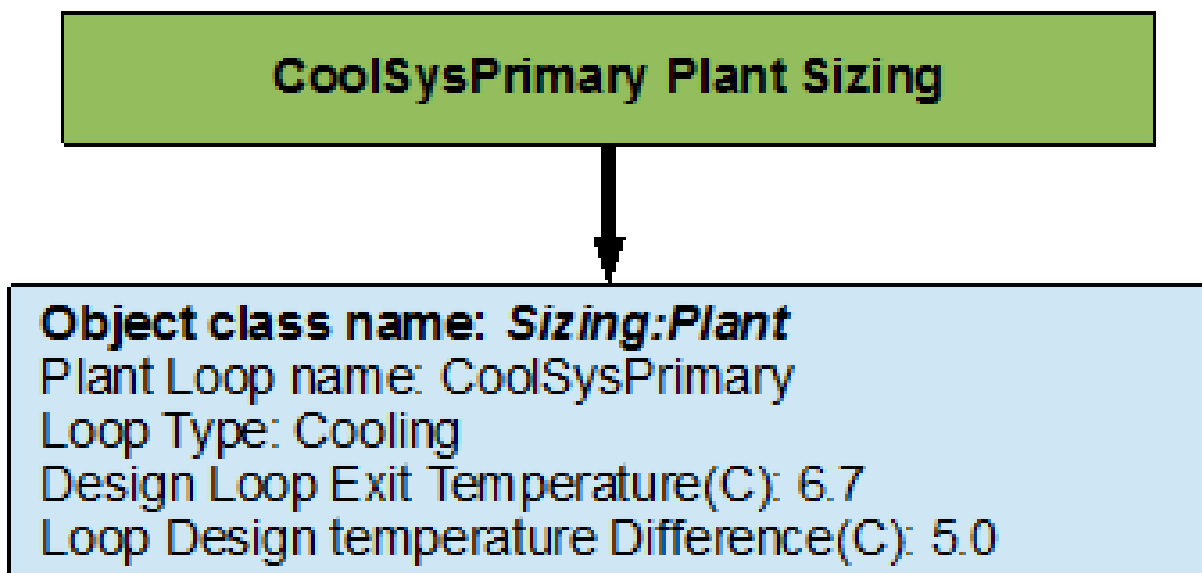 CoolSysPrimary Plant Sizing
Object class name: Sizing:Plant
Plant Loop name: CoolSysPrimary
Loop Type: Cooling
Design Loop Exit Temperature(C): 6.7
Loop Design temperature Difference(C): 5.0